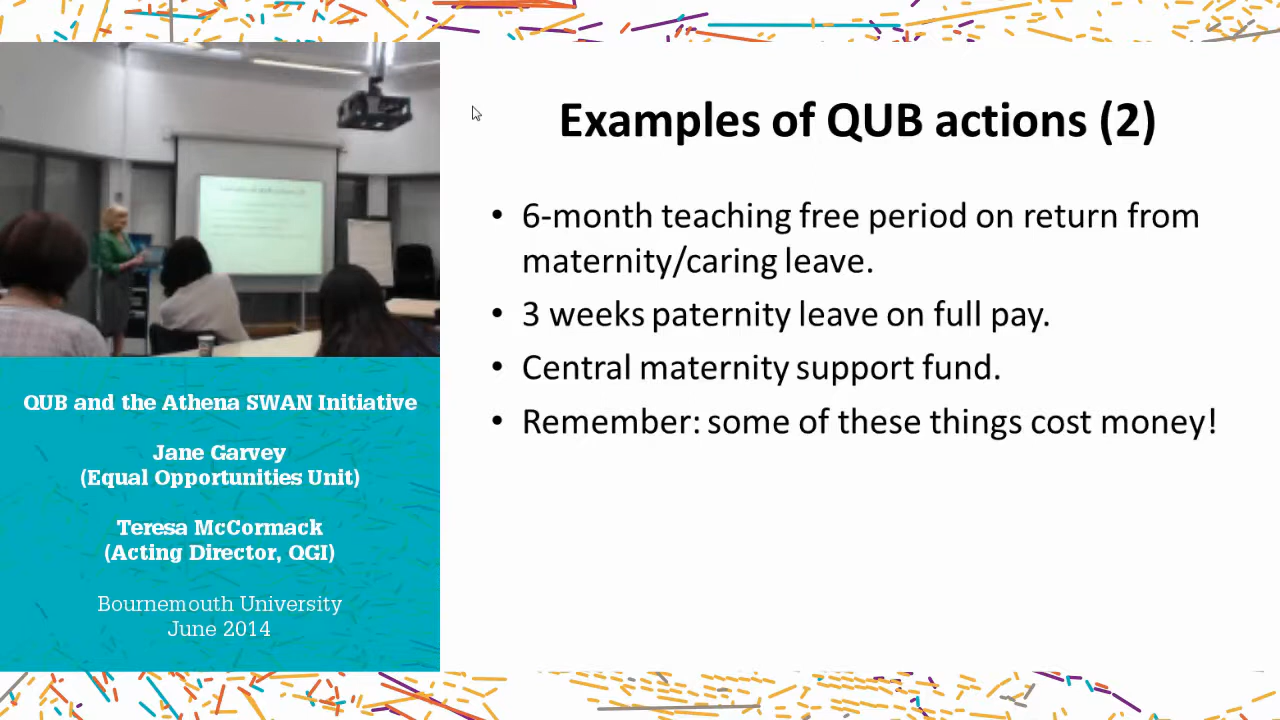 Examples of QUB actions (2)
• 6-month teaching free period on return from
maternity/caring leave.
• 3 weeks paternity leave on full pay.
• Central maternity support fund.
• Remember: some of these things cost money!
QUB and the Athena SWAN Initiative
Jane Garvey
(Equal Opportunities Unit)
Teresa McCormack
(Acting Director, QGI)
Bournemouth University
June 2014